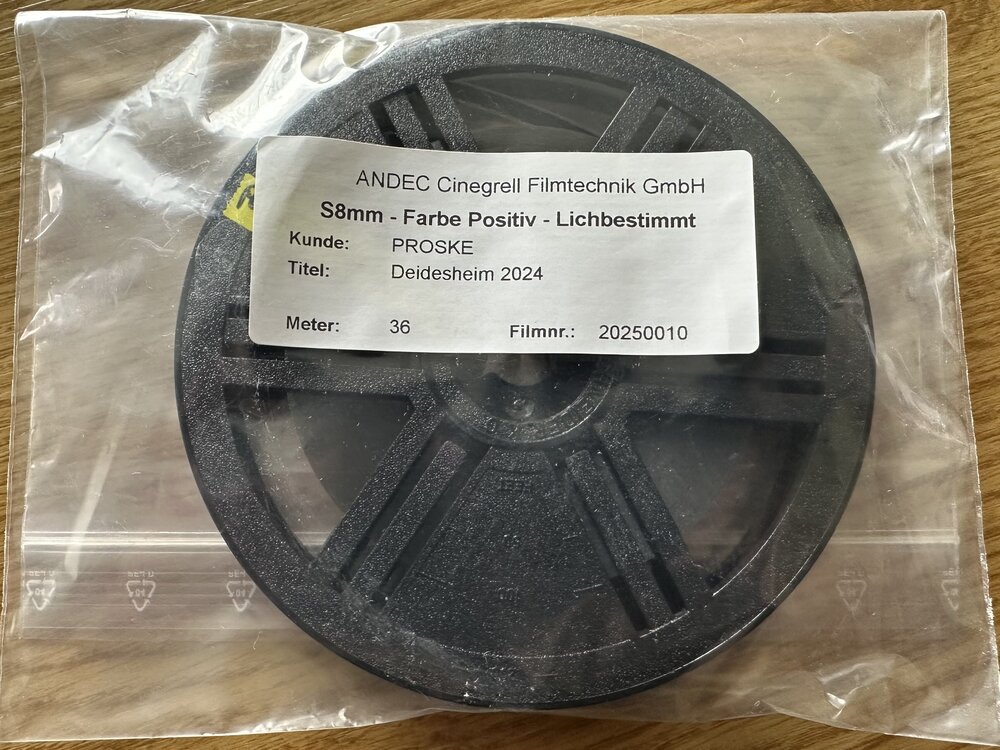 ANDEC Cinegrell Filmtechnik GmbH
S8mm - Farbe Positiv - Lichbestimmt
Kunde: PROSKE
Titel: Deidesheim 2024
Meter: 36 Filmnr.: 20250010